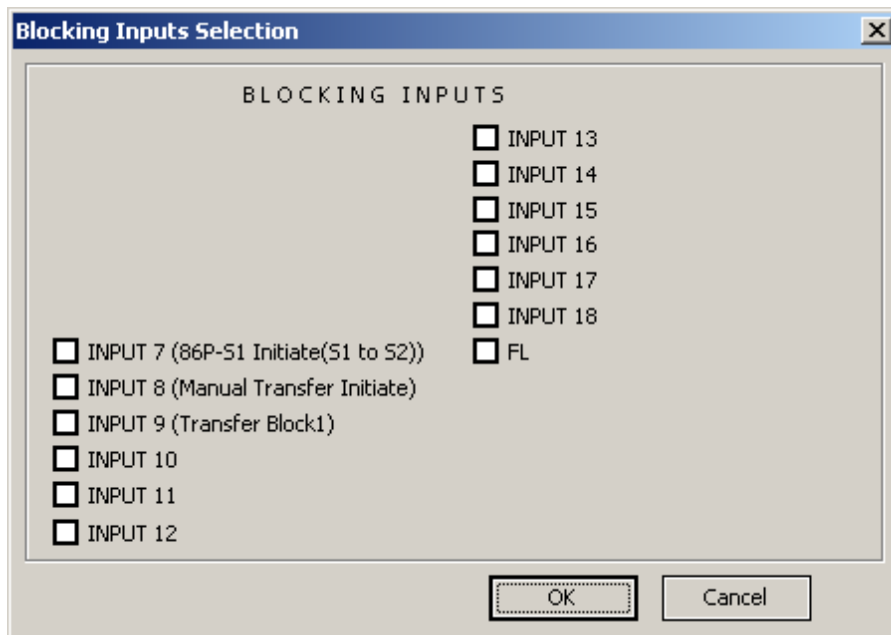 Blocking Inputs Selection
BLOCKING INPUTS
INPUT 7 (86P-S1 Initiate(S1 to S2))
INPUT 8 (Manual Transfer Initiate)
INPUT 9 (Transfer Block1)
INPUT 10
INPUT 11
INPUT 12
INPUT 13
INPUT 14
INPUT 15
INPUT 16
INPUT 17
INPUT 18
FL
OK
Cancel